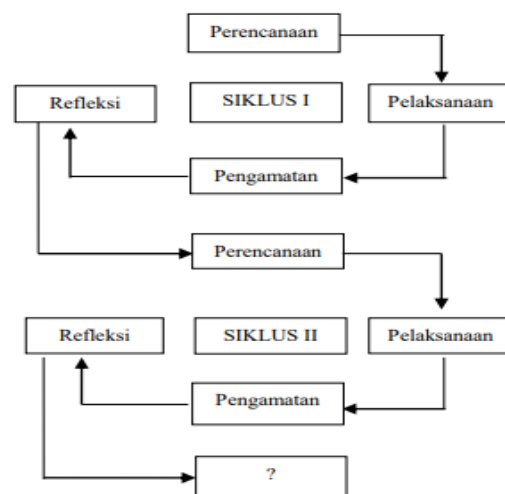 Perencanaan
Refleksi
SIKLUS I
Pelaksanaan
Pengamatan
Perencanaan
Refleksi
SIKLUS II
Pelaksanaan
Pengamatan
?